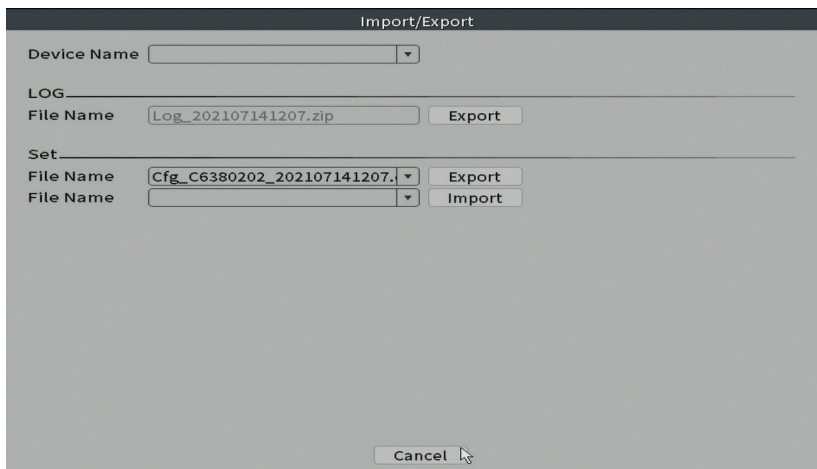 Import/Export
Device Name
LOG
File Name Log_202107141207.zip Export
Set
File Name Cfg_C6380202_202107141207. Export
File Name Import
Cancel